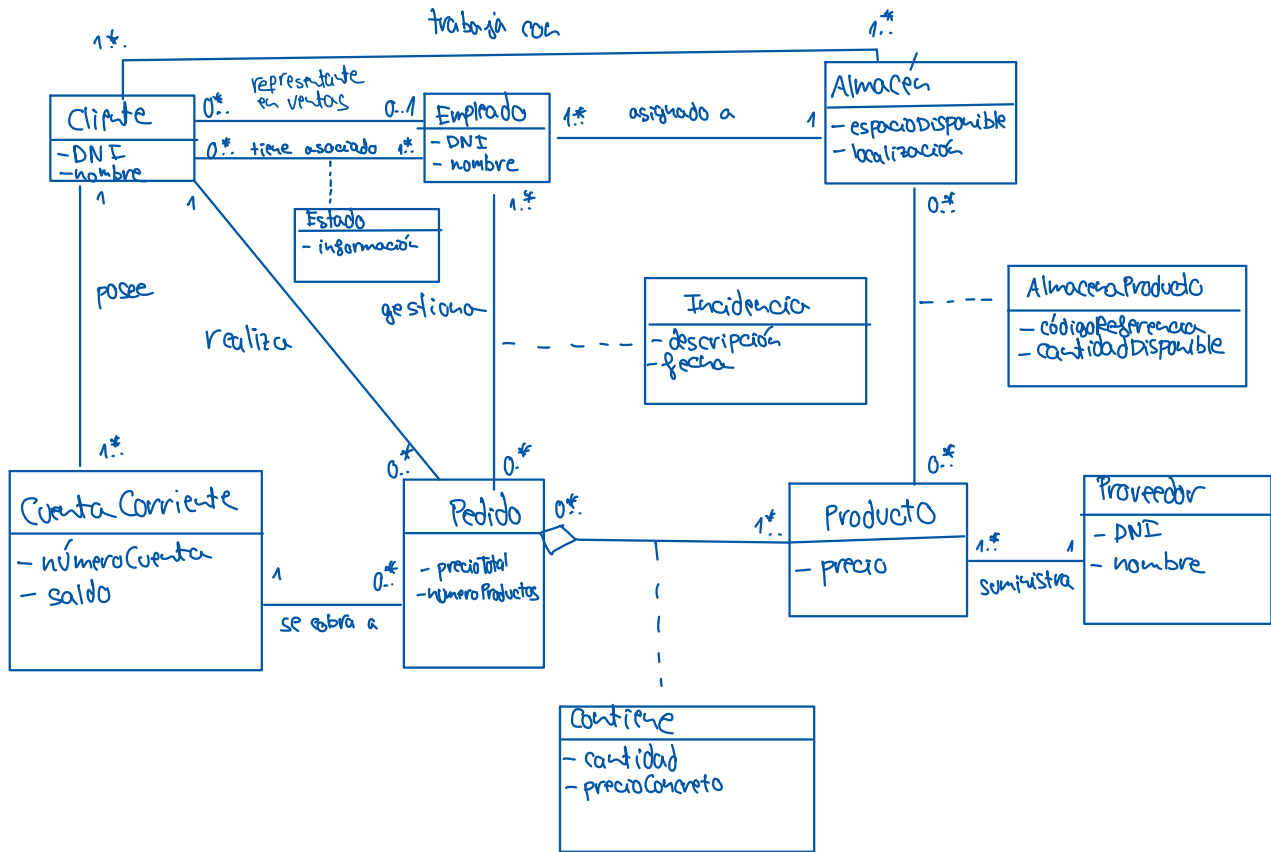 trabaja con
1..*
1..*
Cliente
- DNI
- nombre
0..*
representante
en ventas
0..1
0..*
tiene asociado
1..*
Empleado
- DNI
- nombre
1..*
asignado a
1
Almacen
- espacioDisponible
- localización
1
1
Estado
- información
1..*
0..*
posee
realiza
gestiona
Incidencia
- descripción
- fecha
AlmacenaProducto
- códigoReferencia
- cantidadDisponible
1..*
0..*
0..*
0..*
CuentaCorriente
- númeroCuenta
- saldo
1
0..*
se cobra a
Pedido
- precioTotal
- númeroProductos
0..*
1..*
Producto
- precio
1..*
1
suministra
Proveedor
- DNI
- nombre
Contiene
- cantidad
- precioConcreto